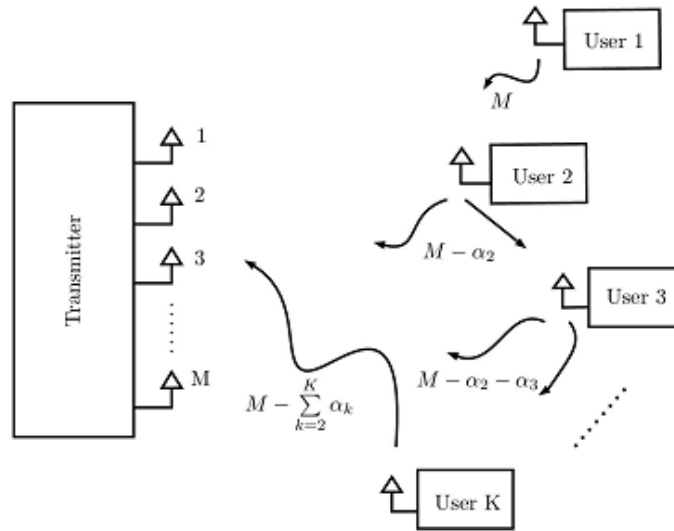 User 1
M
1
User 2
2
M − α₂
3
User 3
Transmitter
M
M − α₂ − α₃
M − ∑_{k=2}^{K} αₖ
User K